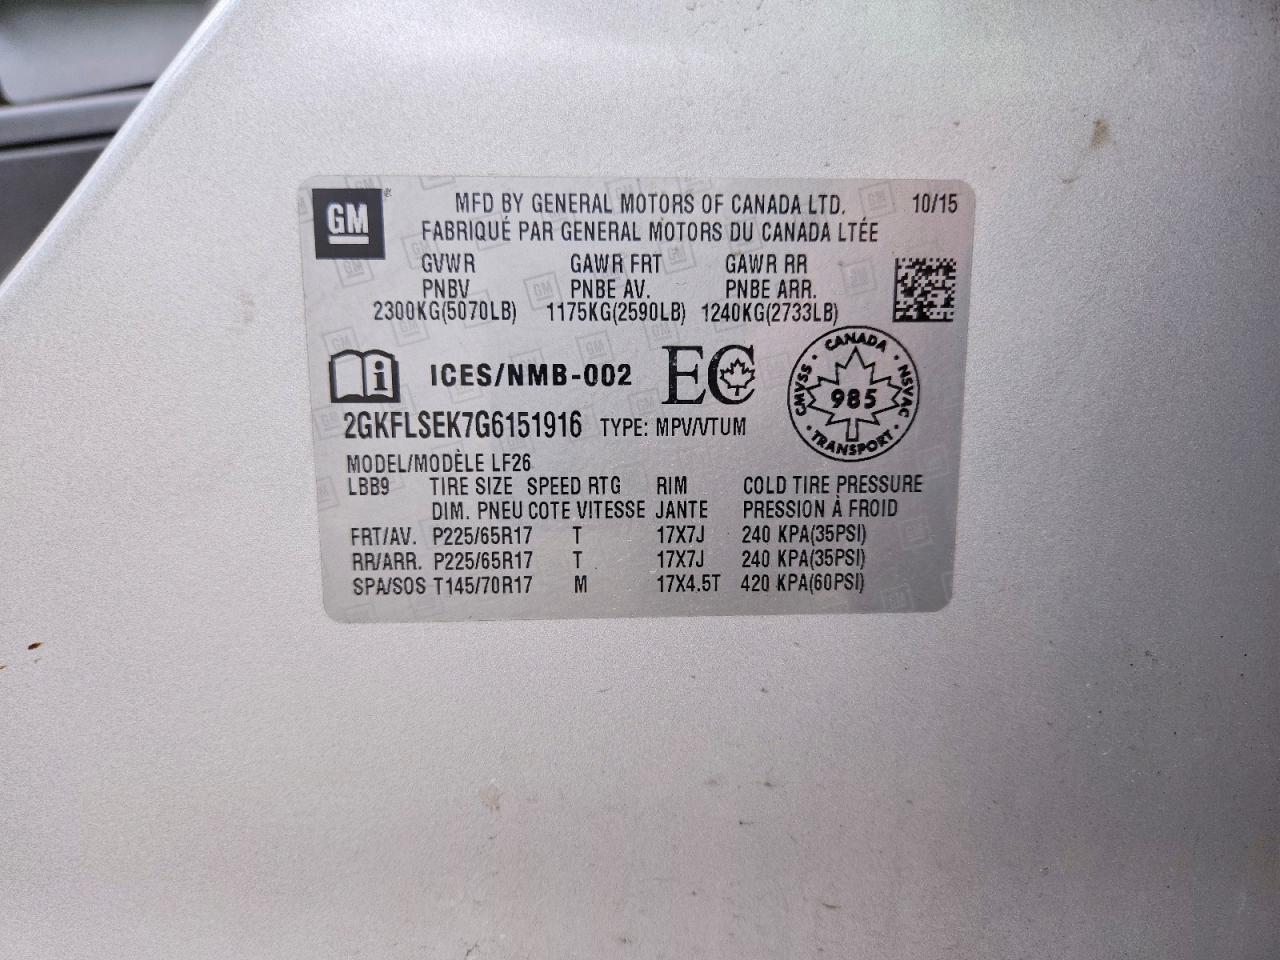 GM
MFD BY GENERAL MOTORS OF CANADA LTD. 10/15
FABRIQUÉ PAR GENERAL MOTORS DU CANADA LTÉE
GVWR GAWR FRT GAWR RR
PNBV PNBE AV. PNBE ARR.
2300KG(5070LB) 1175KG(2590LB) 1240KG(2733LB)
ICES/NMB-002 EC
CANADA
CMVSS 985 NSVAC
TRANSPORT
2GKFLSEK7G6151916 TYPE: MPV/VTUM
MODEL/MODÈLE LF26
LBB9 TIRE SIZE SPEED RTG RIM COLD TIRE PRESSURE
DIM. PNEU COTE VITESSE JANTE PRESSION À FROID
FRT/AV. P225/65R17 T 17X7J 240 KPA(35PSI)
RR/ARR. P225/65R17 T 17X7J 240 KPA(35PSI)
SPA/SOS T145/70R17 M 17X4.5T 420 KPA(60PSI)